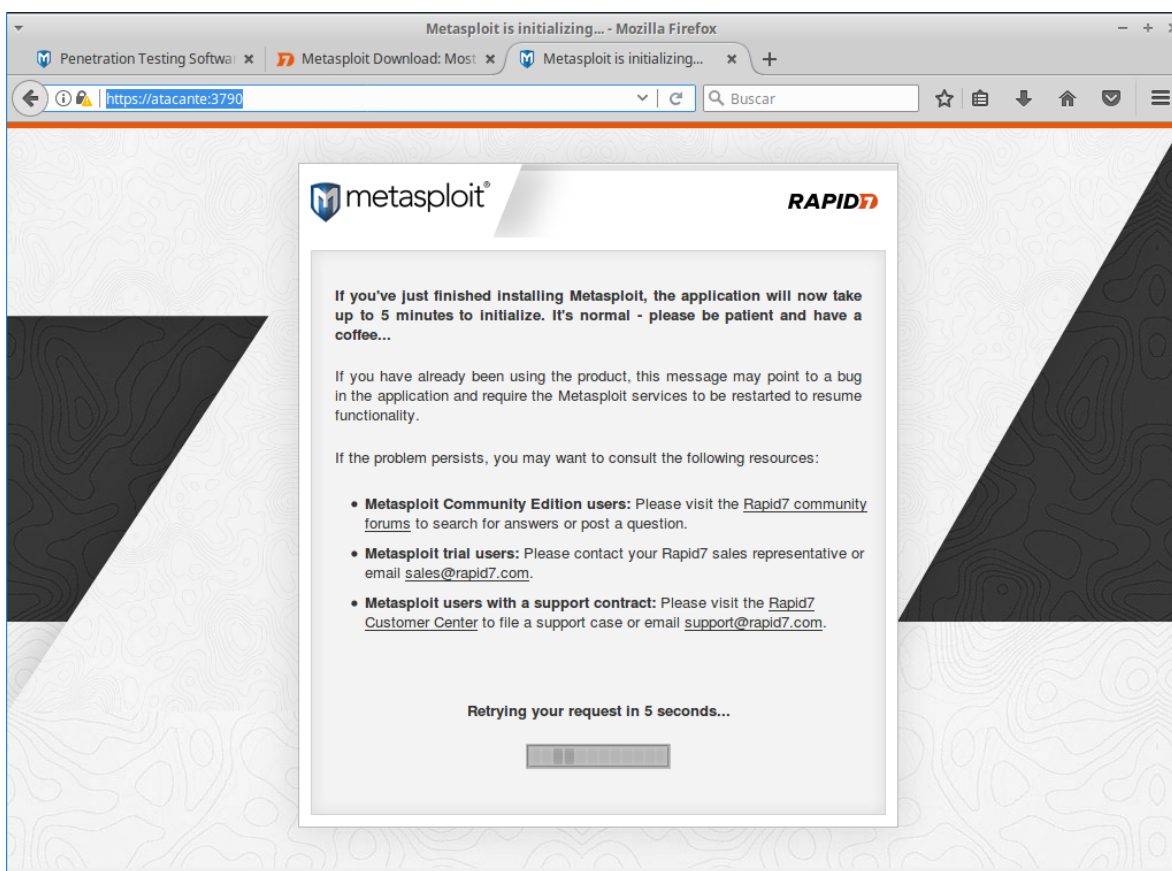 Metasploit is initializing... - Mozilla Firefox
Penetration Testing Softwar
Metasploit Download: Most
Metasploit is initializing...
https://atacante:3790
Buscar
metasploit®
RAPID7
If you've just finished installing Metasploit, the application will now take
up to 5 minutes to initialize. It's normal - please be patient and have a
coffee...
If you have already been using the product, this message may point to a bug
in the application and require the Metasploit services to be restarted to resume
functionality.
If the problem persists, you may want to consult the following resources:
• Metasploit Community Edition users: Please visit the Rapid7 community
forums to search for answers or post a question.
• Metasploit trial users: Please contact your Rapid7 sales representative or
email sales@rapid7.com.
• Metasploit users with a support contract: Please visit the Rapid7
Customer Center to file a support case or email support@rapid7.com.
Retrying your request in 5 seconds...